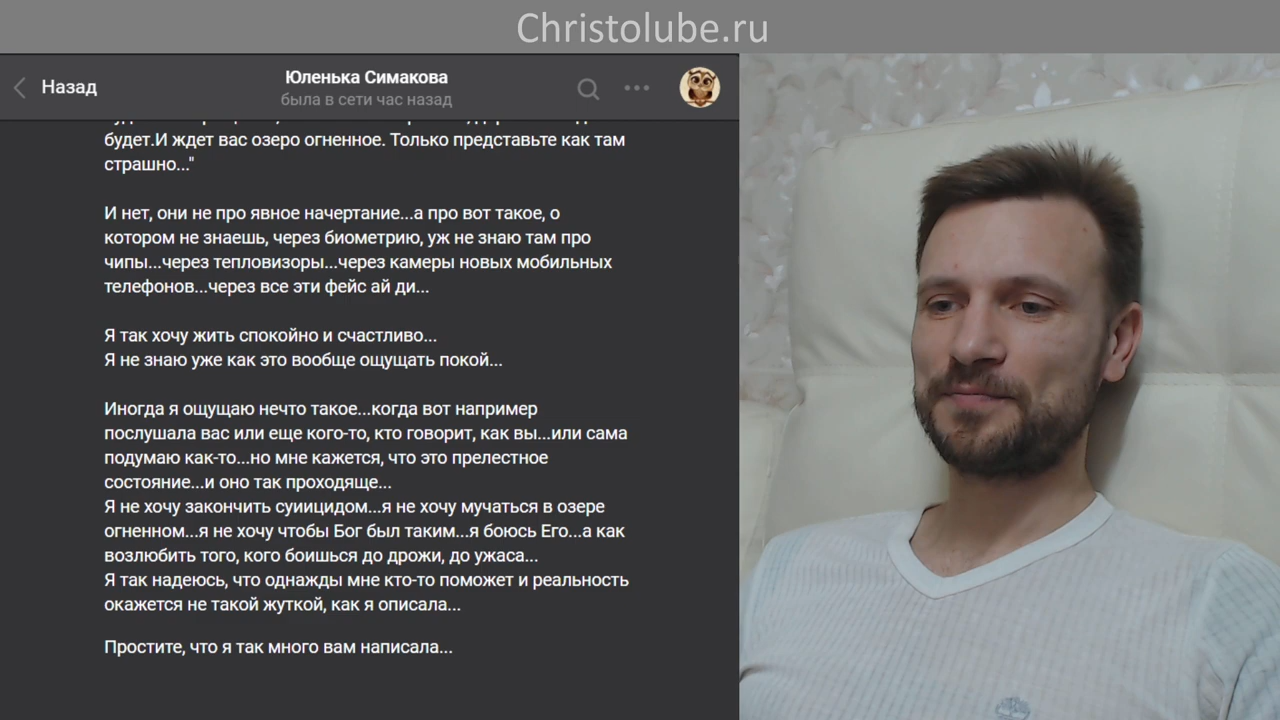 Christolube.ru
Назад
Юленька Симакова
была в сети час назад
будет.И ждет вас озеро огненное. Только представьте как там
страшно..."
И нет, они не про явное начертание...а про вот такое, о
котором не знаешь, через биометрию, уж не знаю там про
чипы...через тепловизоры...через камеры новых мобильных
телефонов...через все эти фейс ай ди...
Я так хочу жить спокойно и счастливо...
Я не знаю уже как это вообще ощущать покой...
Иногда я ощущаю нечто такое...когда вот например
послушала вас или еще кого-то, кто говорит, как вы...или сама
подумаю как-то...но мне кажется, что это прелестное
состояние...и оно так проходяще...
Я не хочу закончить суиицидом...я не хочу мучаться в озере
огненном...я не хочу чтобы Бог был таким...я боюсь Его...а как
возлюбить того, кого боишься до дрожи, до ужаса...
Я так надеюсь, что однажды мне кто-то поможет и реальность
окажется не такой жуткой, как я описала...
Простите, что я так много вам написала...